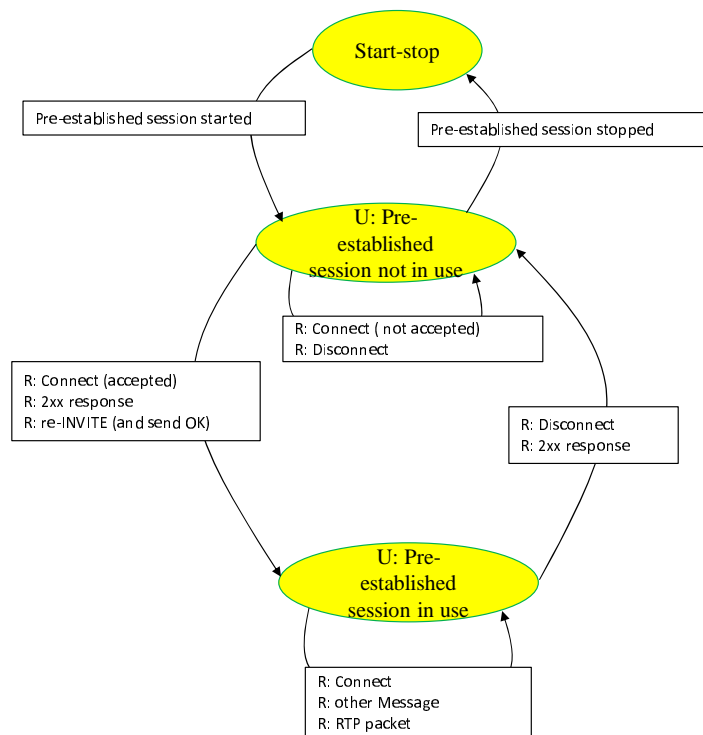 Start-stop
Pre-established session started
Pre-established session stopped
U: Pre-
established
session not in use
R: Connect ( not accepted)
R: Disconnect
R: Connect (accepted)
R: 2xx response
R: re-INVITE (and send OK)
R: Disconnect
R: 2xx response
U: Pre-
established
session in use
R: Connect
R: other Message
R: RTP packet